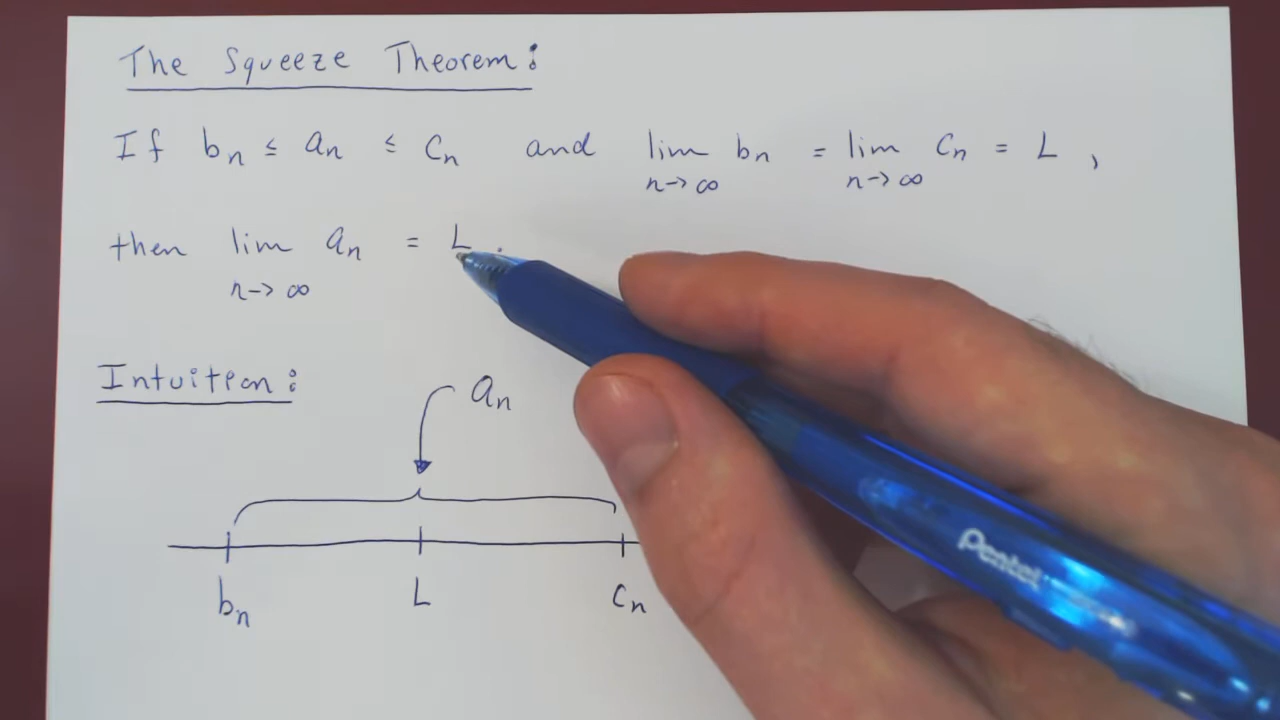 The Squeeze Theorem:
If bn ≤ an ≤ cn and lim n→∞ bn = lim n→∞ cn = L ,
then lim n→∞ an = L .
Intuition:
an
bn L cn
Pentel